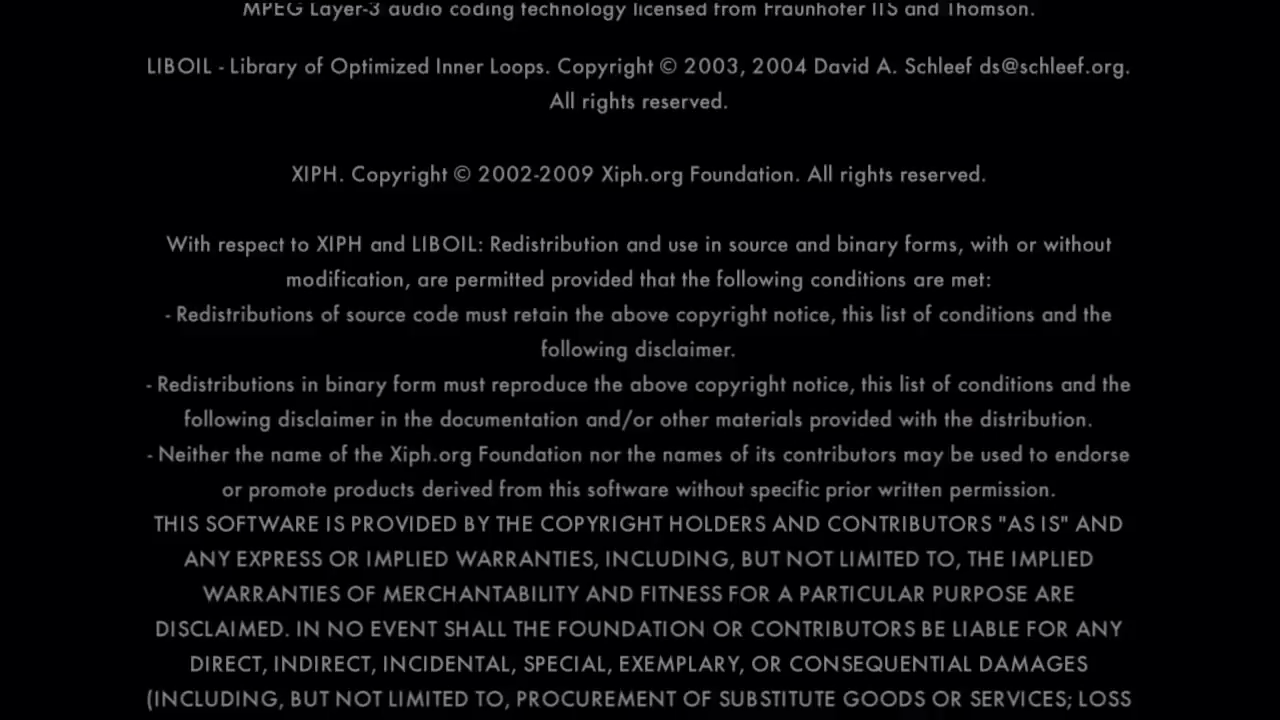 MPEG Layer-3 audio coding technology licensed from Fraunhofer IIS and Thomson.
LIBOIL - Library of Optimized Inner Loops. Copyright © 2003, 2004 David A. Schleef ds@schleef.org.
All rights reserved.
XIPH. Copyright © 2002-2009 Xiph.org Foundation. All rights reserved.
With respect to XIPH and LIBOIL: Redistribution and use in source and binary forms, with or without
modification, are permitted provided that the following conditions are met:
- Redistributions of source code must retain the above copyright notice, this list of conditions and the
following disclaimer.
- Redistributions in binary form must reproduce the above copyright notice, this list of conditions and the
following disclaimer in the documentation and/or other materials provided with the distribution.
- Neither the name of the Xiph.org Foundation nor the names of its contributors may be used to endorse
or promote products derived from this software without specific prior written permission.
THIS SOFTWARE IS PROVIDED BY THE COPYRIGHT HOLDERS AND CONTRIBUTORS "AS IS" AND
ANY EXPRESS OR IMPLIED WARRANTIES, INCLUDING, BUT NOT LIMITED TO, THE IMPLIED
WARRANTIES OF MERCHANTABILITY AND FITNESS FOR A PARTICULAR PURPOSE ARE
DISCLAIMED. IN NO EVENT SHALL THE FOUNDATION OR CONTRIBUTORS BE LIABLE FOR ANY
DIRECT, INDIRECT, INCIDENTAL, SPECIAL, EXEMPLARY, OR CONSEQUENTIAL DAMAGES
(INCLUDING, BUT NOT LIMITED TO, PROCUREMENT OF SUBSTITUTE GOODS OR SERVICES; LOSS